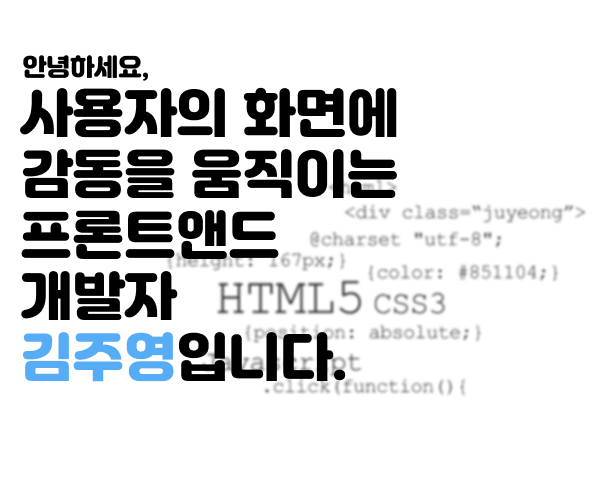 안녕하세요,
사용자의 화면에
감동을 움직이는
<html>
<div class="juyeong">
프론트앤드
@charset "utf-8";
{height: 167px;}
{color: #851104;}
개발자
HTML5 CSS3
{position: absolute;}
김주영입니다.
Javascript
.click(function(){